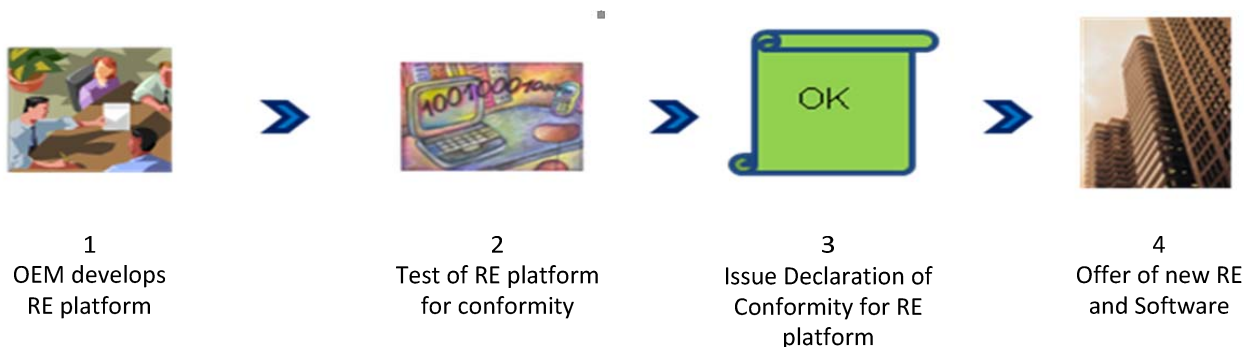 1001000100
OK
1
OEM develops
RE platform
2
Test of RE platform
for conformity
3
Issue Declaration of
Conformity for RE
platform
4
Offer of new RE
and Software